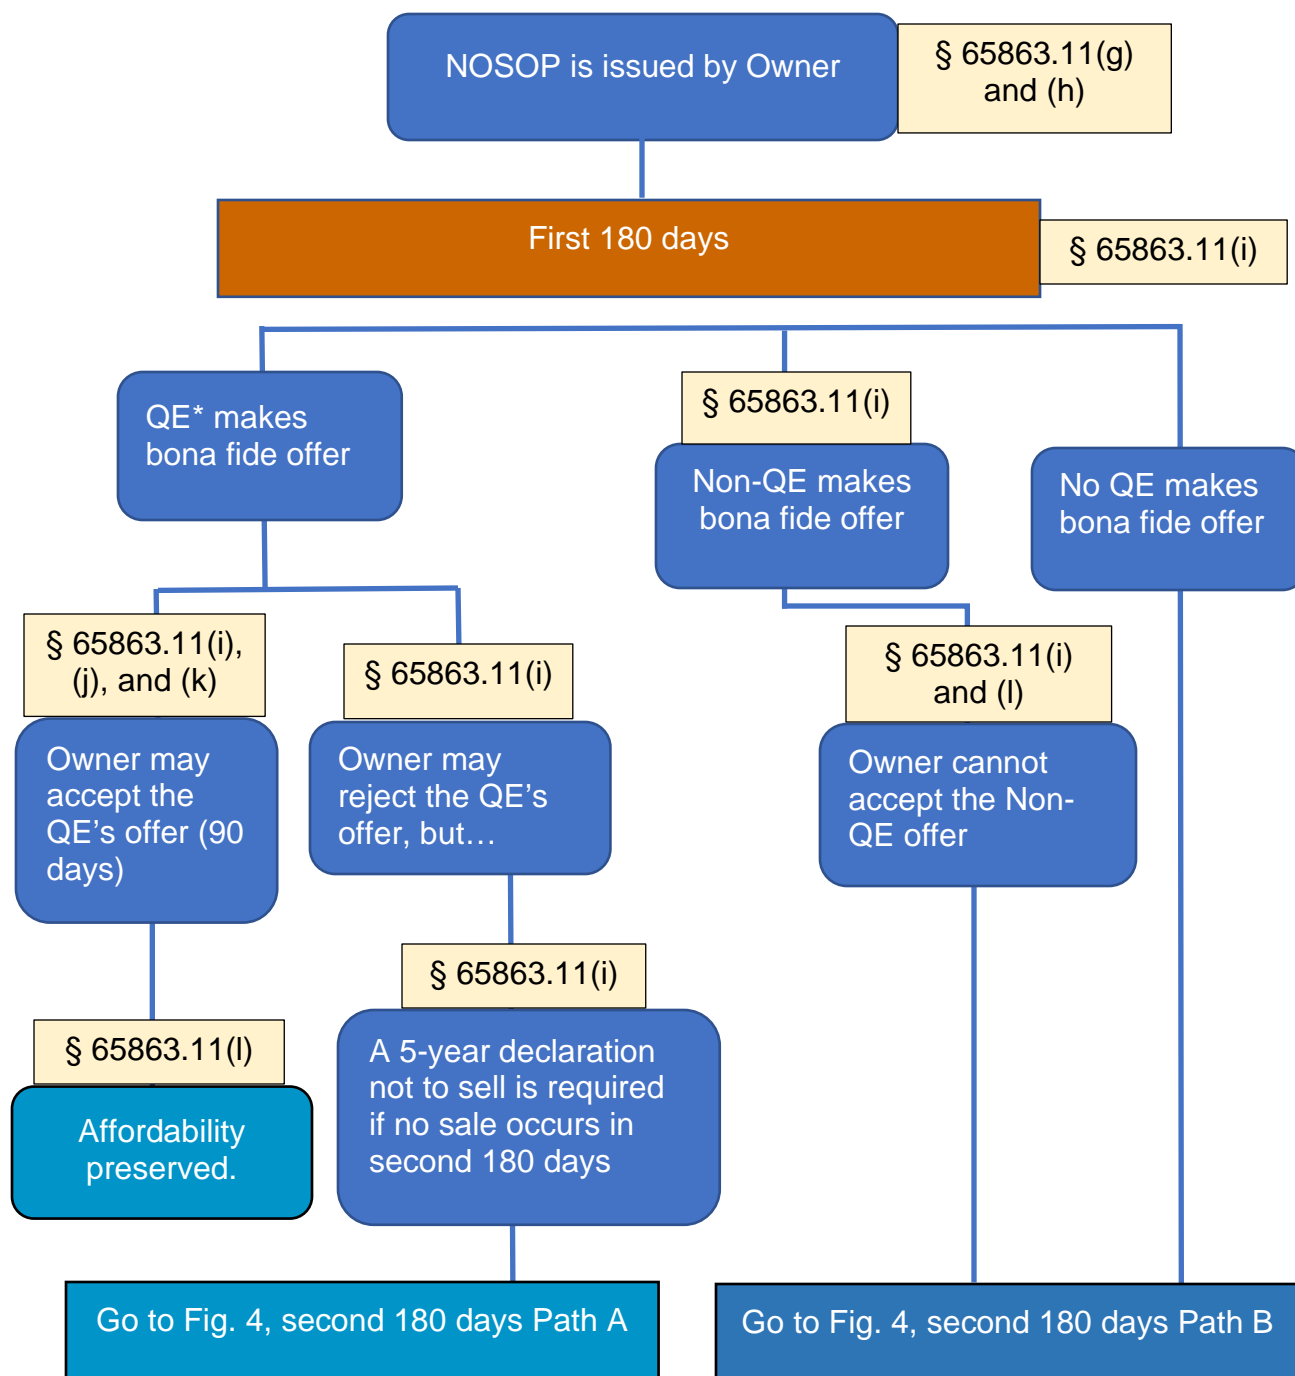 NOSOP is issued by Owner
§ 65863.11(g)
and (h)
First 180 days
§ 65863.11(i)
QE* makes
bona fide offer
§ 65863.11(i)
Non-QE makes
bona fide offer
No QE makes
bona fide offer
§ 65863.11(i),
(j), and (k)
Owner may
accept the
QE’s offer (90
days)
§ 65863.11(i)
Owner may
reject the QE’s
offer, but…
§ 65863.11(i)
and (l)
Owner cannot
accept the Non-
QE offer
§ 65863.11(l)
Affordability
preserved.
§ 65863.11(i)
A 5-year declaration
not to sell is required
if no sale occurs in
second 180 days
Go to Fig. 4, second 180 days Path A
Go to Fig. 4, second 180 days Path B